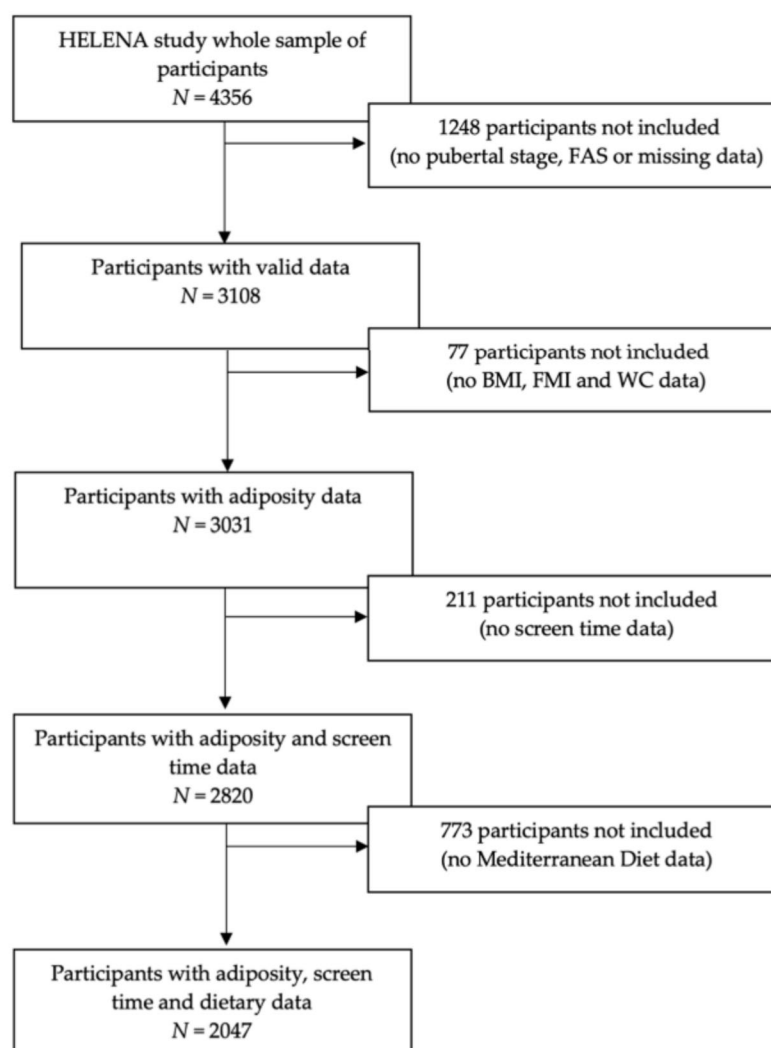 HELENA study whole sample of
participants
N = 4356
1248 participants not included
(no pubertal stage, FAS or missing data)
Participants with valid data
N = 3108
77 participants not included
(no BMI, FMI and WC data)
Participants with adiposity data
N = 3031
211 participants not included
(no screen time data)
Participants with adiposity and screen
time data
N = 2820
773 participants not included
(no Mediterranean Diet data)
Participants with adiposity, screen
time and dietary data
N = 2047